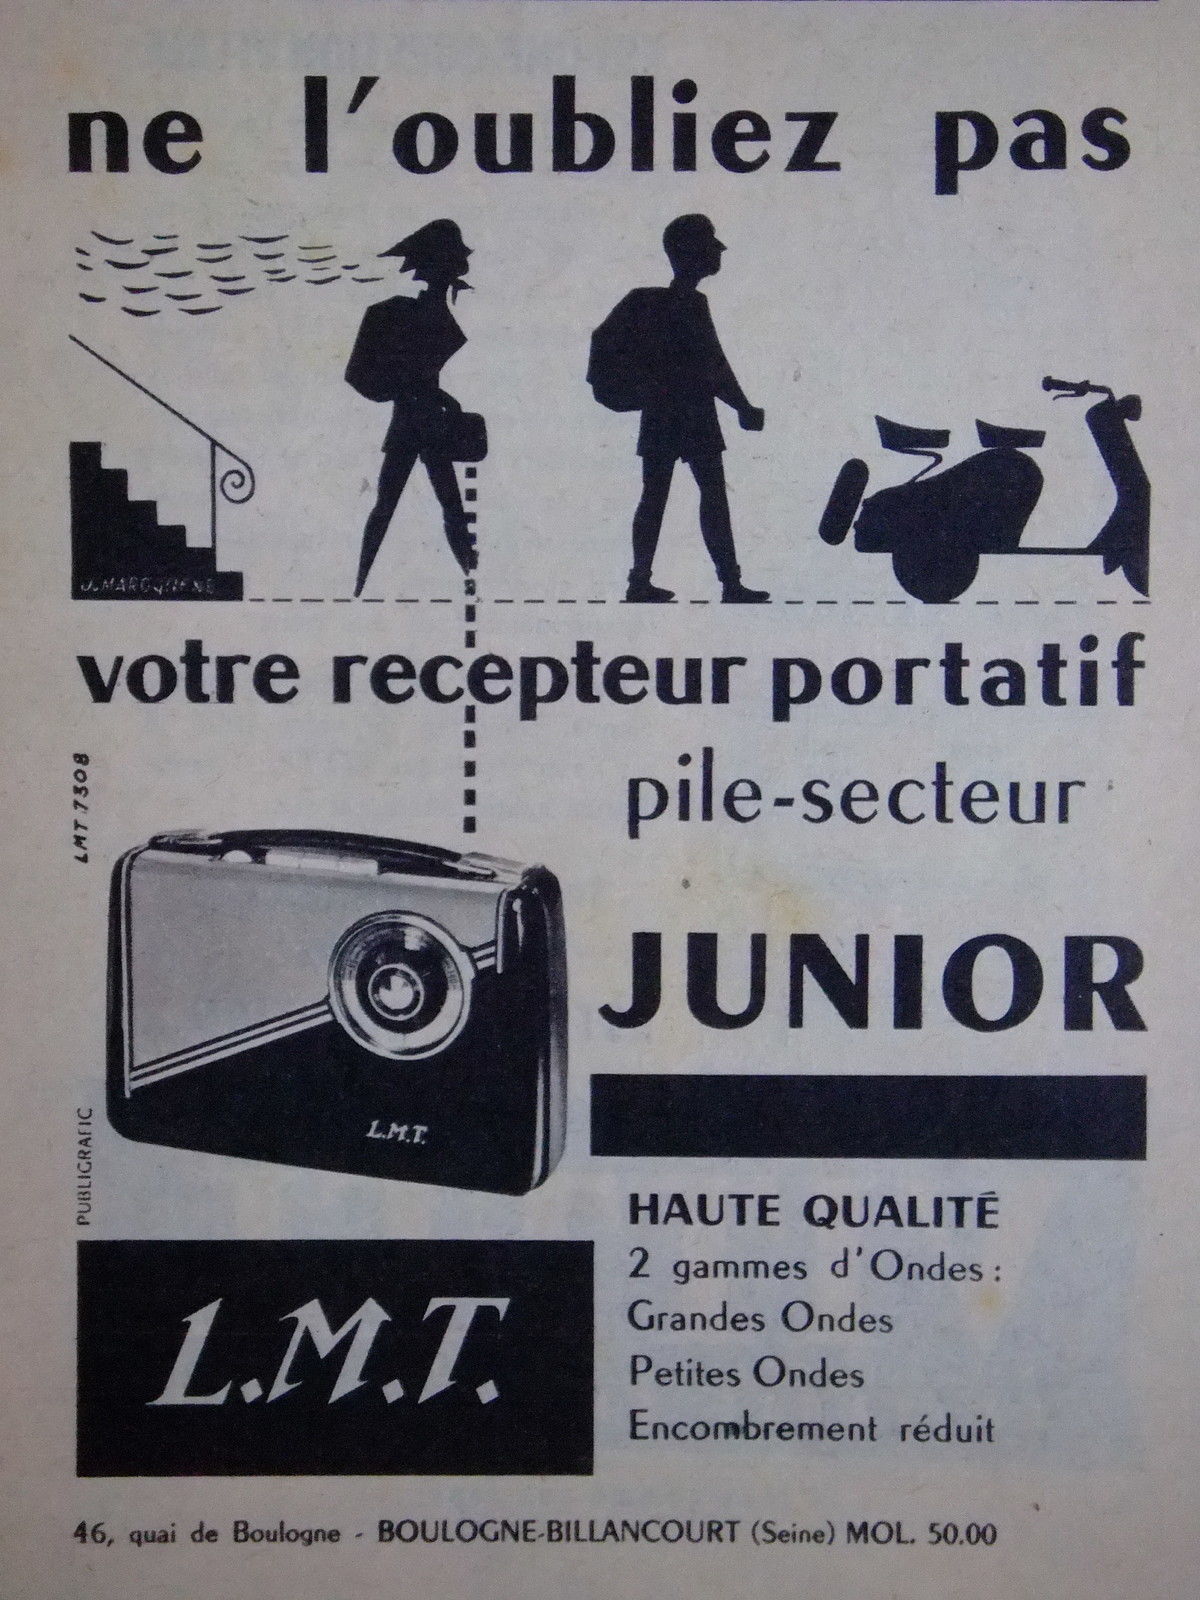 ne l'oubliez pas
J. MARQUENNE
votre recepteur portatif
pile-secteur
LMT 7308
JUNIOR
L.M.T.
PUBLIGRAFIC
HAUTE QUALITÉ
2 gammes d'Ondes :
Grandes Ondes
Petites Ondes
Encombrement réduit
L.M.T.
46, quai de Boulogne - BOULOGNE-BILLANCOURT (Seine) MOL. 50.00